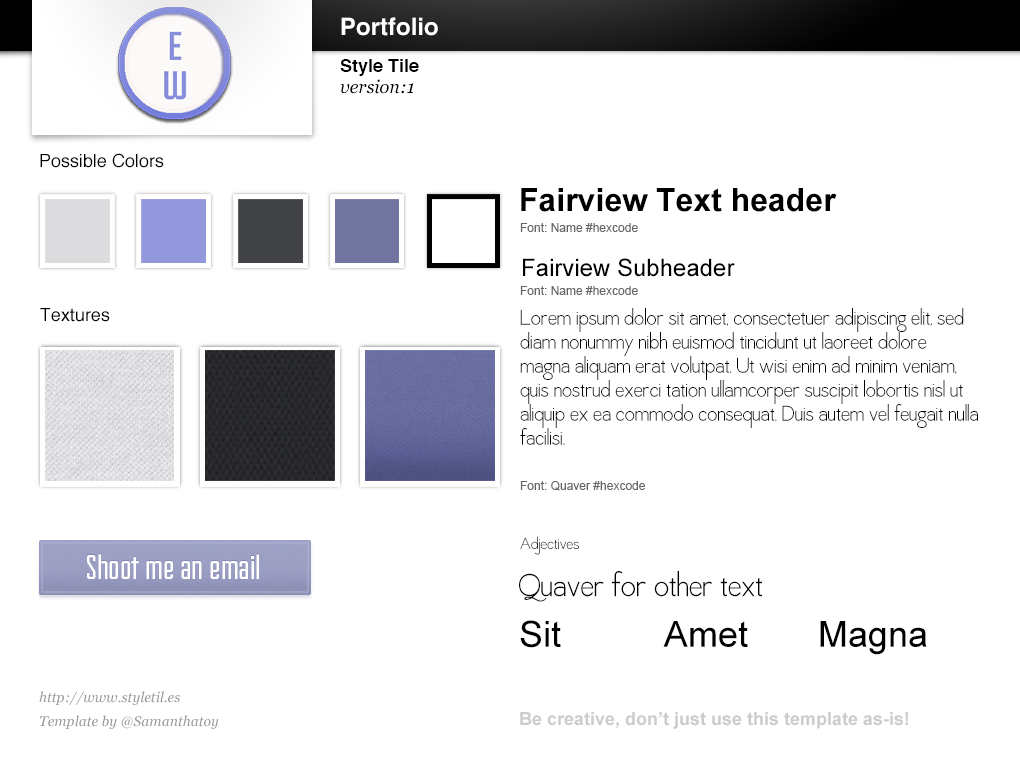 E
W
Portfolio
Style Tile
version:1
Possible Colors
Textures
Shoot me an email
http://www.styletil.es
Template by @Samanthatoy
Fairview Text header
Font: Name #hexcode
Fairview Subheader
Font: Name #hexcode
Lorem ipsum dolor sit amet, consectetuer adipiscing elit, sed
diam nonummy nibh euismod tincidunt ut laoreet dolore
magna aliquam erat volutpat. Ut wisi enim ad minim veniam,
quis nostrud exerci tation ullamcorper suscipit lobortis nisl ut
aliquip ex ea commodo consequat. Duis autem vel feugait nulla
facilisi.
Font: Quaver #hexcode
Adjectives
Quaver for other text
Sit Amet Magna
Be creative, don’t just use this template as-is!